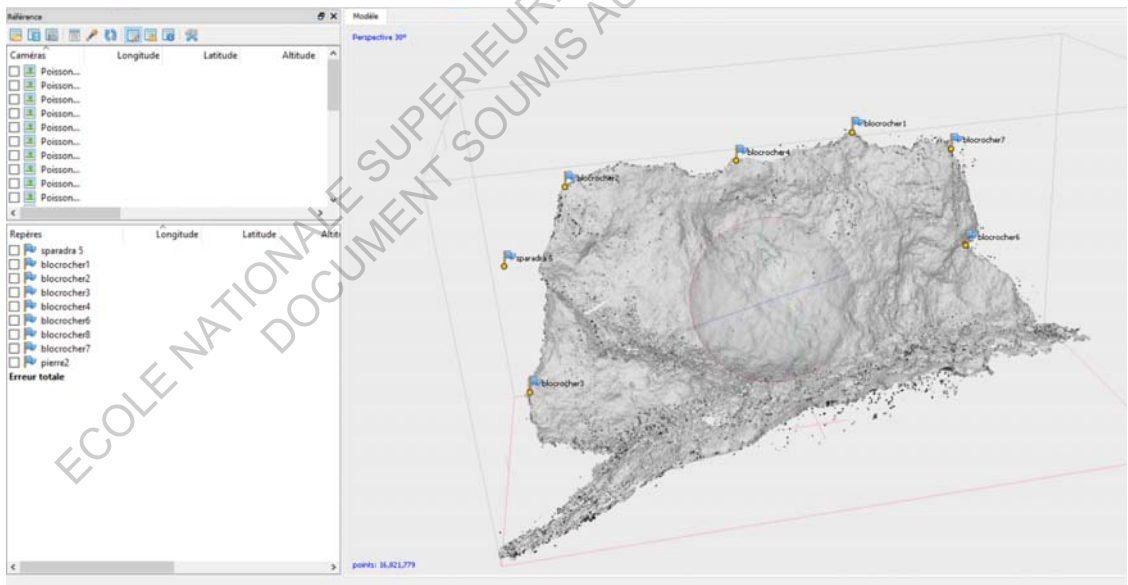 Référence
Modèle
Perspective 30°
Caméras Longitude Latitude Altitude
Poisson...
Poisson...
Poisson...
Poisson...
Poisson...
Poisson...
Poisson...
Poisson...
Poisson...
Poisson...
Repères Longitude Latitude Altit
sparadra 5
blocrocher1
blocrocher2
blocrocher3
blocrocher4
blocrocher6
blocrocher8
blocrocher7
pierre2
Erreur totale
blocrocher1
blocrocher7
blocrocher4
blocrocher2
blocrocher6
sparadra 5
blocrocher3
points: 16,821,779
ECOLE NATIONALE SUPERIEUR
DOCUMENT SOUMIS AU